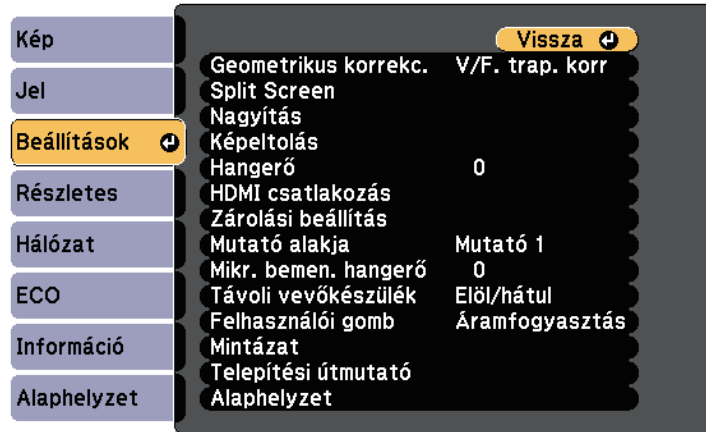 Kép
Jel
Beállítások
Részletes
Hálózat
ECO
Információ
Alaphelyzet
Vissza
Geometrikus korrekc. V/F. trap. korr
Split Screen
Nagyítás
Képeltolás
Hangerő 0
HDMI csatlakozás
Zárolási beállítás
Mutató alakja Mutató 1
Mikr. bemen. hangerő 0
Távoli vevőkészülék Elöl/hátul
Felhasználói gomb Áramfogyasztás
Mintázat
Telepítési útmutató
Alaphelyzet